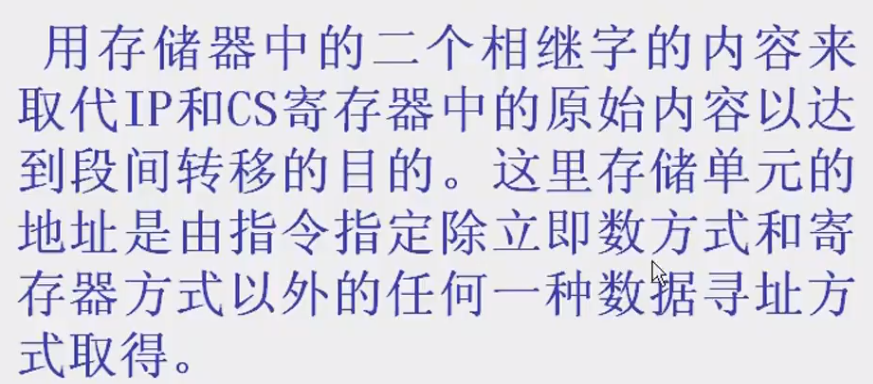 用存储器中的二个相继字的内容来
取代IP和CS寄存器中的原始内容以达
到段间转移的目的。这里存储单元的
地址是由指令指定除立即数方式和寄
存器方式以外的任何一种数据寻址方
式取得。